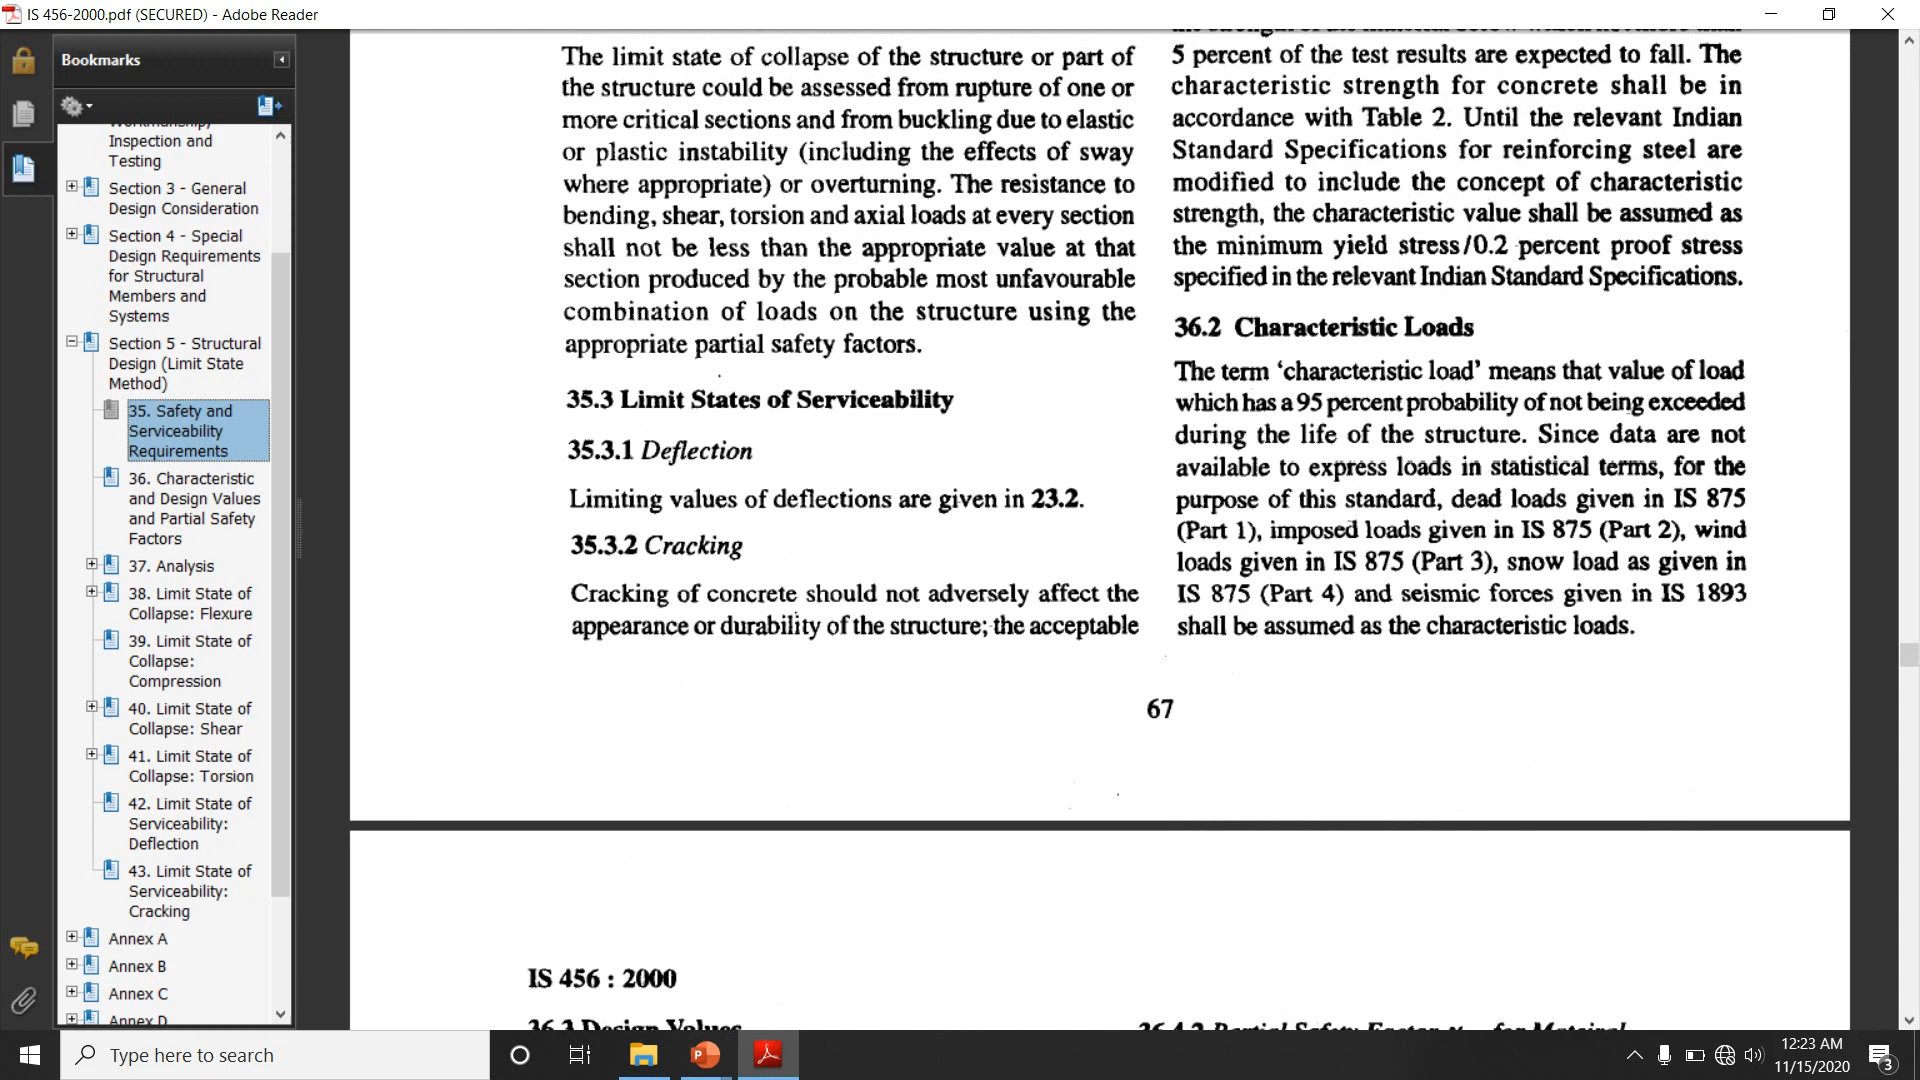 IS 456-2000.pdf (SECURED) - Adobe Reader
Bookmarks
Workmanship,
Inspection and
Testing
Section 3 - General
Design Consideration
Section 4 - Special
Design Requirements
for Structural
Members and
Systems
Section 5 - Structural
Design (Limit State
Method)
35. Safety and
Serviceability
Requirements
36. Characteristic
and Design Values
and Partial Safety
Factors
37. Analysis
38. Limit State of
Collapse: Flexure
39. Limit State of
Collapse:
Compression
40. Limit State of
Collapse: Shear
41. Limit State of
Collapse: Torsion
42. Limit State of
Serviceability:
Deflection
43. Limit State of
Serviceability:
Cracking
Annex A
Annex B
Annex C
Annex D
The limit state of collapse of the structure or part of
the structure could be assessed from rupture of one or
more critical sections and from buckling due to elastic
or plastic instability (including the effects of sway
where appropriate) or overturning. The resistance to
bending, shear, torsion and axial loads at every section
shall not be less than the appropriate value at that
section produced by the probable most unfavourable
combination of loads on the structure using the
appropriate partial safety factors.
35.3 Limit States of Serviceability
35.3.1 Deflection
Limiting values of deflections are given in 23.2.
35.3.2 Cracking
Cracking of concrete should not adversely affect the
appearance or durability of the structure; the acceptable
5 percent of the test results are expected to fall. The
characteristic strength for concrete shall be in
accordance with Table 2. Until the relevant Indian
Standard Specifications for reinforcing steel are
modified to include the concept of characteristic
strength, the characteristic value shall be assumed as
the minimum yield stress/0.2 percent proof stress
specified in the relevant Indian Standard Specifications.
36.2 Characteristic Loads
The term ‘characteristic load’ means that value of load
which has a 95 percent probability of not being exceeded
during the life of the structure. Since data are not
available to express loads in statistical terms, for the
purpose of this standard, dead loads given in IS 875
(Part 1), imposed loads given in IS 875 (Part 2), wind
loads given in IS 875 (Part 3), snow load as given in
IS 875 (Part 4) and seismic forces given in IS 1893
shall be assumed as the characteristic loads.
67
IS 456 : 2000
36.3 Design Values
36.4.2 Partial Safety Factor for Material
Type here to search
12:23 AM
11/15/2020
3